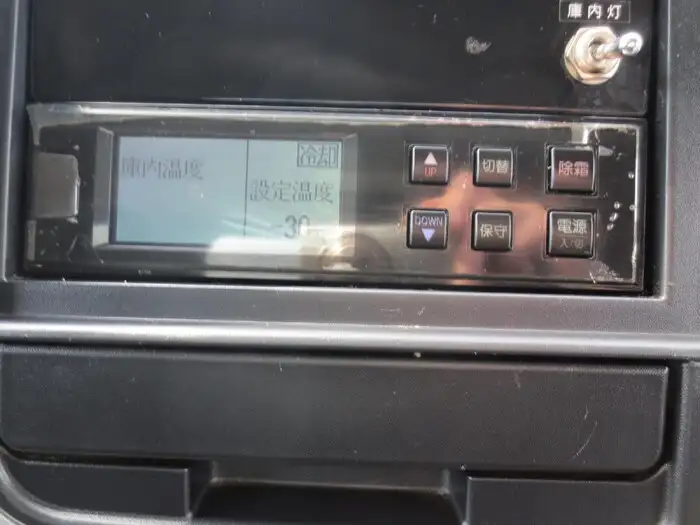 庫内灯
庫内温度
冷却
設定温度
-30
UP
切替
除霜
DOWN
保守
電源
入/切